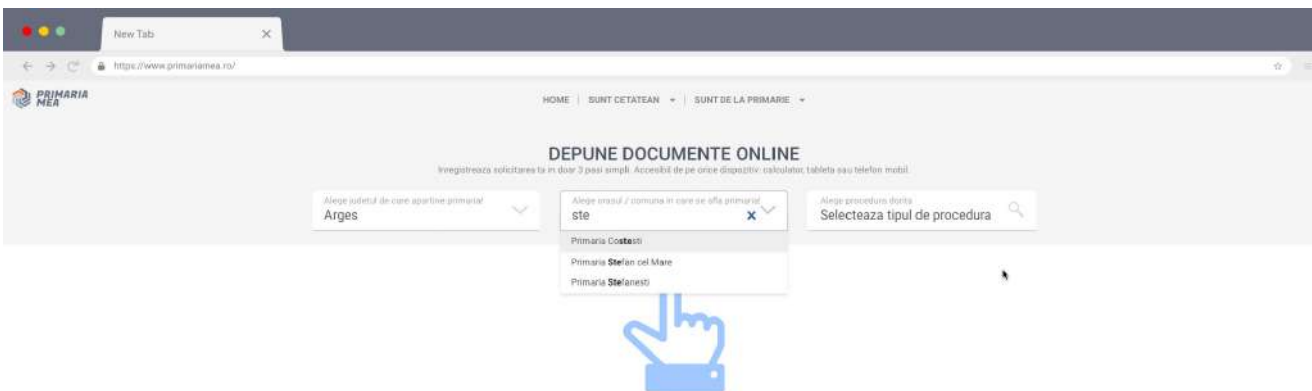 New Tab
https://www.primariamea.ro/
PRIMARIA
MEA
HOME | SUNT CETATEAN | SUNT DE LA PRIMARIE
DEPUNE DOCUMENTE ONLINE
Inregistreaza solicitarea ta in doar 3 pasi simpli. Accesibil de pe orice dispozitiv: calculator, tableta sau telefon mobil.
Alege judetul de care apartine primaria!
Arges
Alege orasul / comuna in care se afla primaria!
ste
Alege procedura dorita
Selecteaza tipul de procedura
Primaria Costesti
Primaria Stefan cel Mare
Primaria Stefanesti